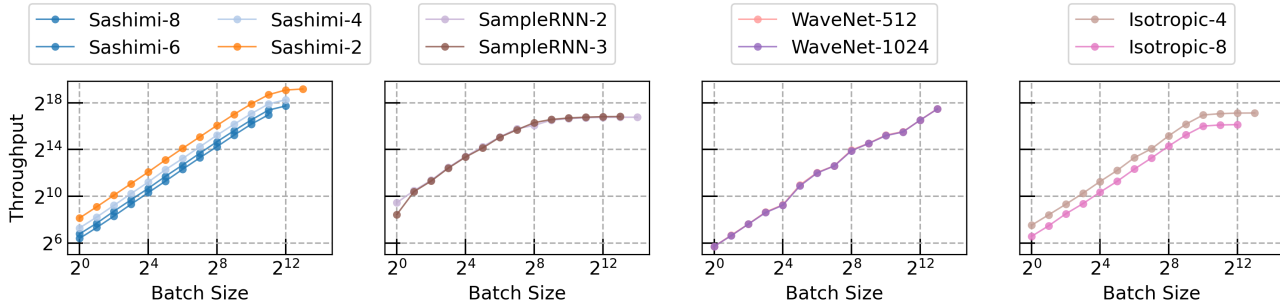 Sashimi-8 Sashimi-4 SampleRNN-2 WaveNet-512 Isotropic-4
Sashimi-6 Sashimi-2 SampleRNN-3 WaveNet-1024 Isotropic-8
Throughput
2^18
2^14
2^10
2^6
2^0 2^4 2^8 2^12 2^0 2^4 2^8 2^12 2^0 2^4 2^8 2^12 2^0 2^4 2^8 2^12
Batch Size Batch Size Batch Size Batch Size